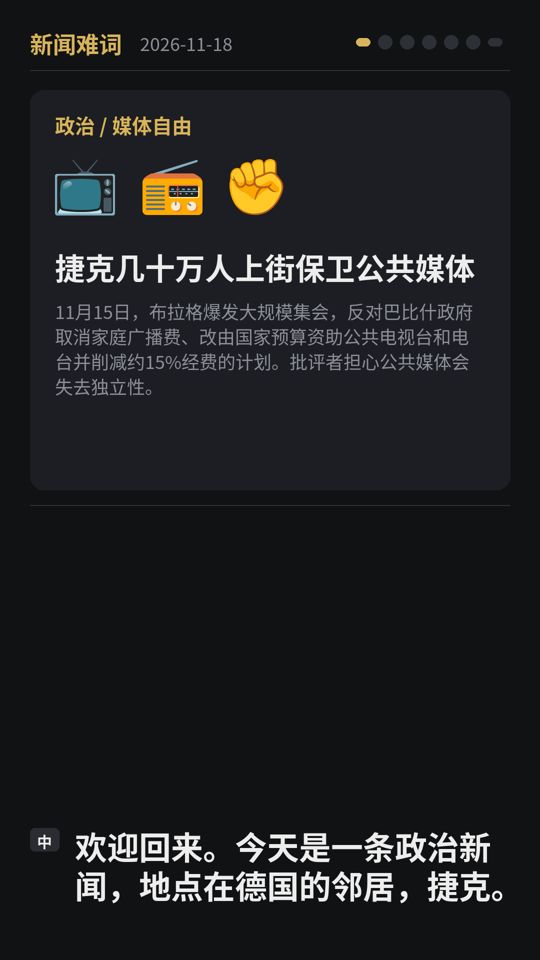 新闻难词 2026-11-18
政治 / 媒体自由
捷克几十万人上街保卫公共媒体
11月15日，布拉格爆发大规模集会，反对巴比什政府
取消家庭广播费、改由国家预算资助公共电视台和电
台并削减约15%经费的计划。批评者担心公共媒体会
失去独立性。
中 欢迎回来。今天是一条政治新
闻，地点在德国的邻居，捷克。